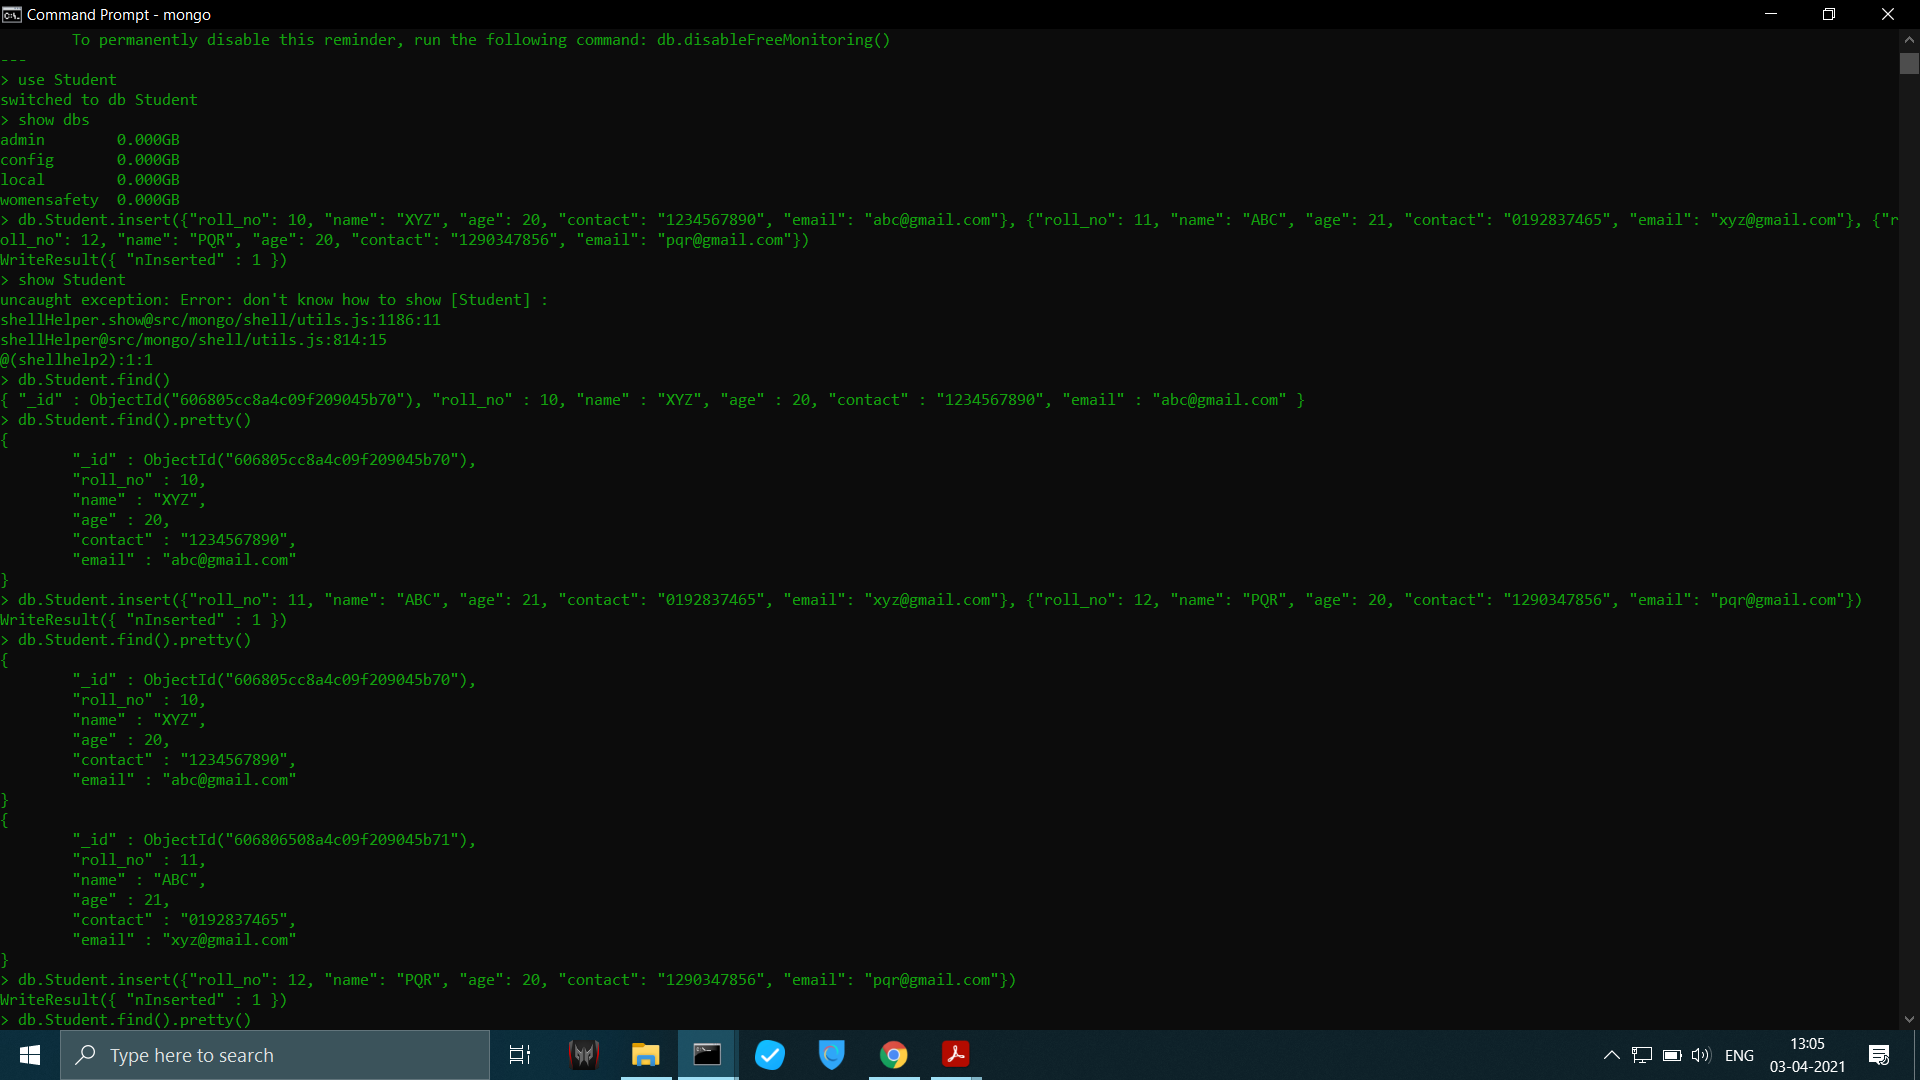 Command Prompt - mongo
To permanently disable this reminder, run the following command: db.disableFreeMonitoring()
---
> use Student
switched to db Student
> show dbs
admin        0.000GB
config       0.000GB
local        0.000GB
womensafety  0.000GB
> db.Student.insert({"roll_no": 10, "name": "XYZ", "age": 20, "contact": "1234567890", "email": "abc@gmail.com"}, {"roll_no": 11, "name": "ABC", "age": 21, "contact": "0192837465", "email": "xyz@gmail.com"}, {"r
oll_no": 12, "name": "PQR", "age": 20, "contact": "1290347856", "email": "pqr@gmail.com"})
WriteResult({ "nInserted" : 1 })
> show Student
uncaught exception: Error: don't know how to show [Student] :
shellHelper.show@src/mongo/shell/utils.js:1186:11
shellHelper@src/mongo/shell/utils.js:814:15
@(shellhelp2):1:1
> db.Student.find()
{ "_id" : ObjectId("606805cc8a4c09f209045b70"), "roll_no" : 10, "name" : "XYZ", "age" : 20, "contact" : "1234567890", "email" : "abc@gmail.com" }
> db.Student.find().pretty()
{
"_id" : ObjectId("606805cc8a4c09f209045b70"),
"roll_no" : 10,
"name" : "XYZ",
"age" : 20,
"contact" : "1234567890",
"email" : "abc@gmail.com"
}
> db.Student.insert({"roll_no": 11, "name": "ABC", "age": 21, "contact": "0192837465", "email": "xyz@gmail.com"}, {"roll_no": 12, "name": "PQR", "age": 20, "contact": "1290347856", "email": "pqr@gmail.com"})
WriteResult({ "nInserted" : 1 })
> db.Student.find().pretty()
{
"_id" : ObjectId("606805cc8a4c09f209045b70"),
"roll_no" : 10,
"name" : "XYZ",
"age" : 20,
"contact" : "1234567890",
"email" : "abc@gmail.com"
}
{
"_id" : ObjectId("606806508a4c09f209045b71"),
"roll_no" : 11,
"name" : "ABC",
"age" : 21,
"contact" : "0192837465",
"email" : "xyz@gmail.com"
}
> db.Student.insert({"roll_no": 12, "name": "PQR", "age": 20, "contact": "1290347856", "email": "pqr@gmail.com"})
WriteResult({ "nInserted" : 1 })
> db.Student.find().pretty()
Type here to search
ENG
13:05
03-04-2021